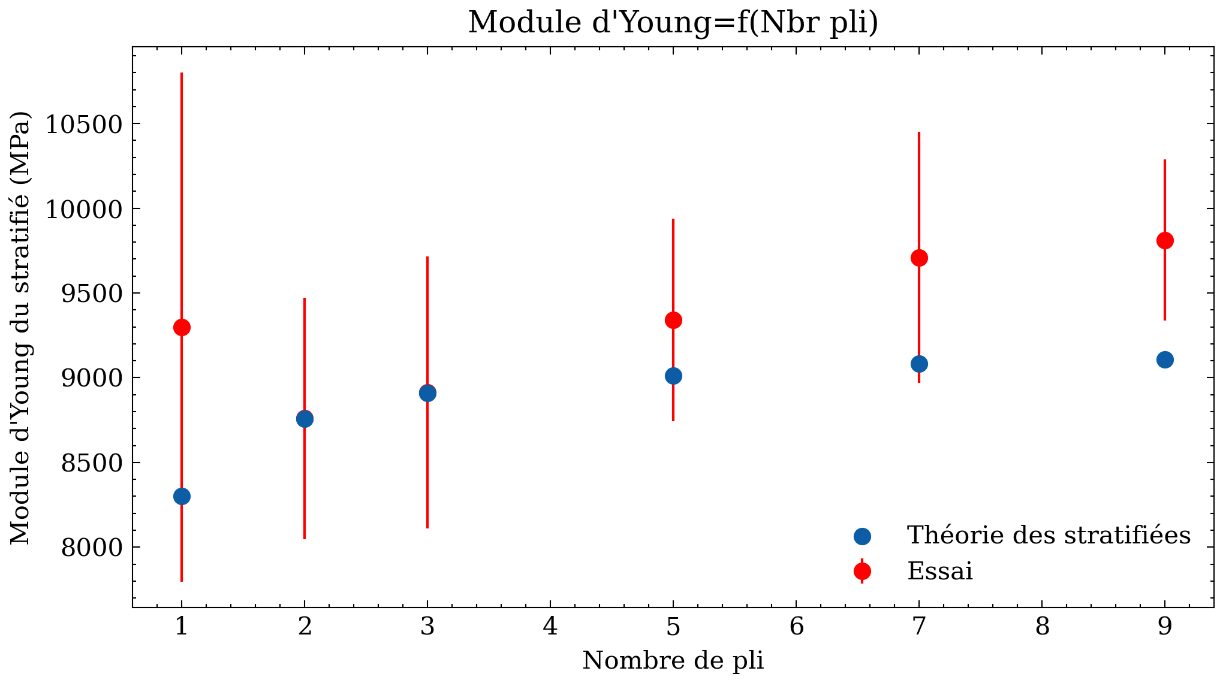 Module d'Young=f(Nbr pli)
Module d'Young du stratifié (MPa)
10500
10000
9500
9000
8500
8000
Théorie des stratifiées
Essai
1 2 3 4 5 6 7 8 9
Nombre de pli